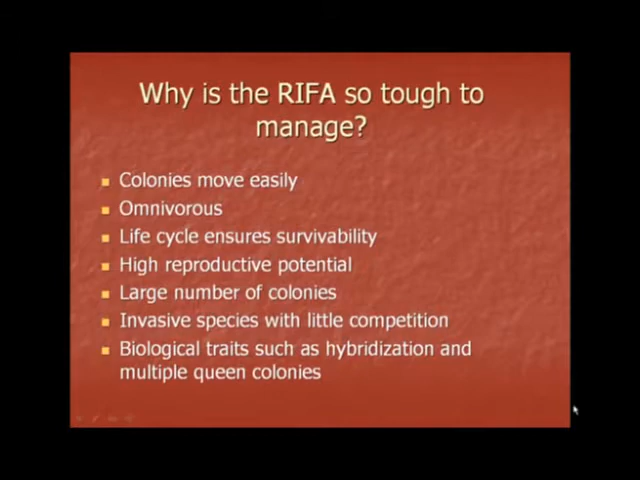 Why is the RIFA so tough to
manage?
Colonies move easily
Omnivorous
Life cycle ensures survivability
High reproductive potential
Large number of colonies
Invasive species with little competition
Biological traits such as hybridization and
multiple queen colonies